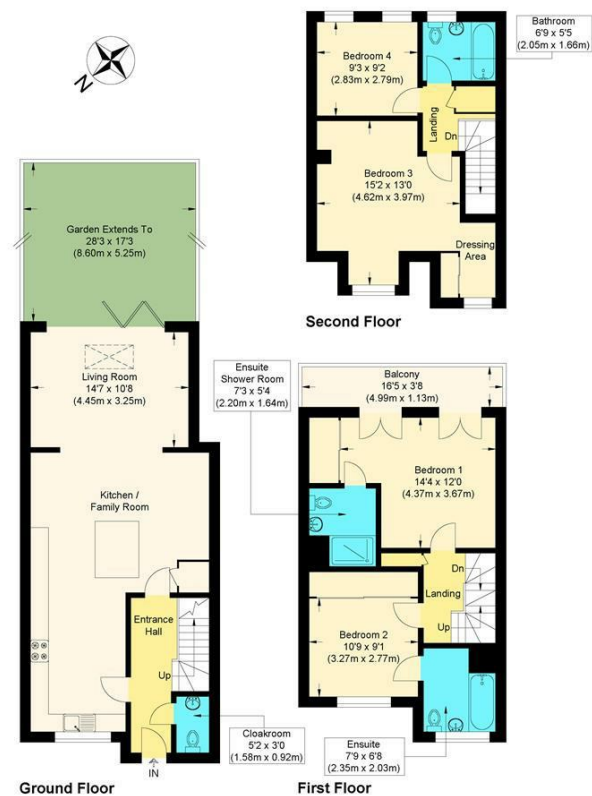 N
Garden Extends To
28'3 x 17'3
(8.60m x 5.25m)
Living Room
14'7 x 10'8
(4.45m x 3.25m)
Kitchen /
Family Room
Entrance
Hall
Up
Cloakroom
5'2 x 3'0
(1.58m x 0.92m)
IN
Ground Floor
Bathroom
6'9 x 5'5
(2.05m x 1.66m)
Bedroom 4
9'3 x 9'2
(2.83m x 2.79m)
Landing
Dn
Bedroom 3
15'2 x 13'0
(4.62m x 3.97m)
Dressing
Area
Second Floor
Ensuite
Shower Room
7'3 x 5'4
(2.20m x 1.64m)
Balcony
16'5 x 3'8
(4.99m x 1.13m)
Bedroom 1
14'4 x 12'0
(4.37m x 3.67m)
Dn
Landing
Up
Bedroom 2
10'9 x 9'1
(3.27m x 2.77m)
Ensuite
7'9 x 6'8
(2.35m x 2.03m)
First Floor